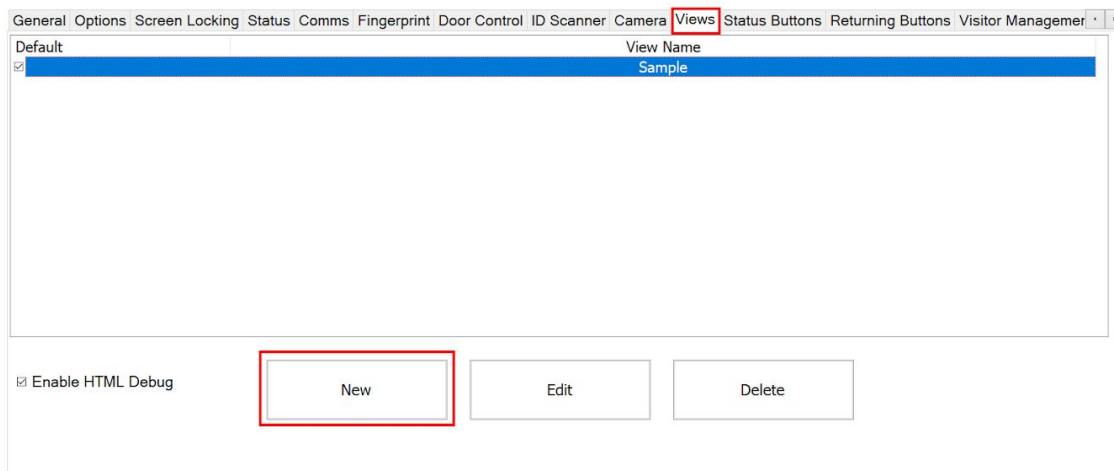 General Options Screen Locking Status Comms Fingerprint Door Control ID Scanner Camera Views Status Buttons Returning Buttons Visitor Managemer
Default View Name
Sample
Enable HTML Debug New Edit Delete